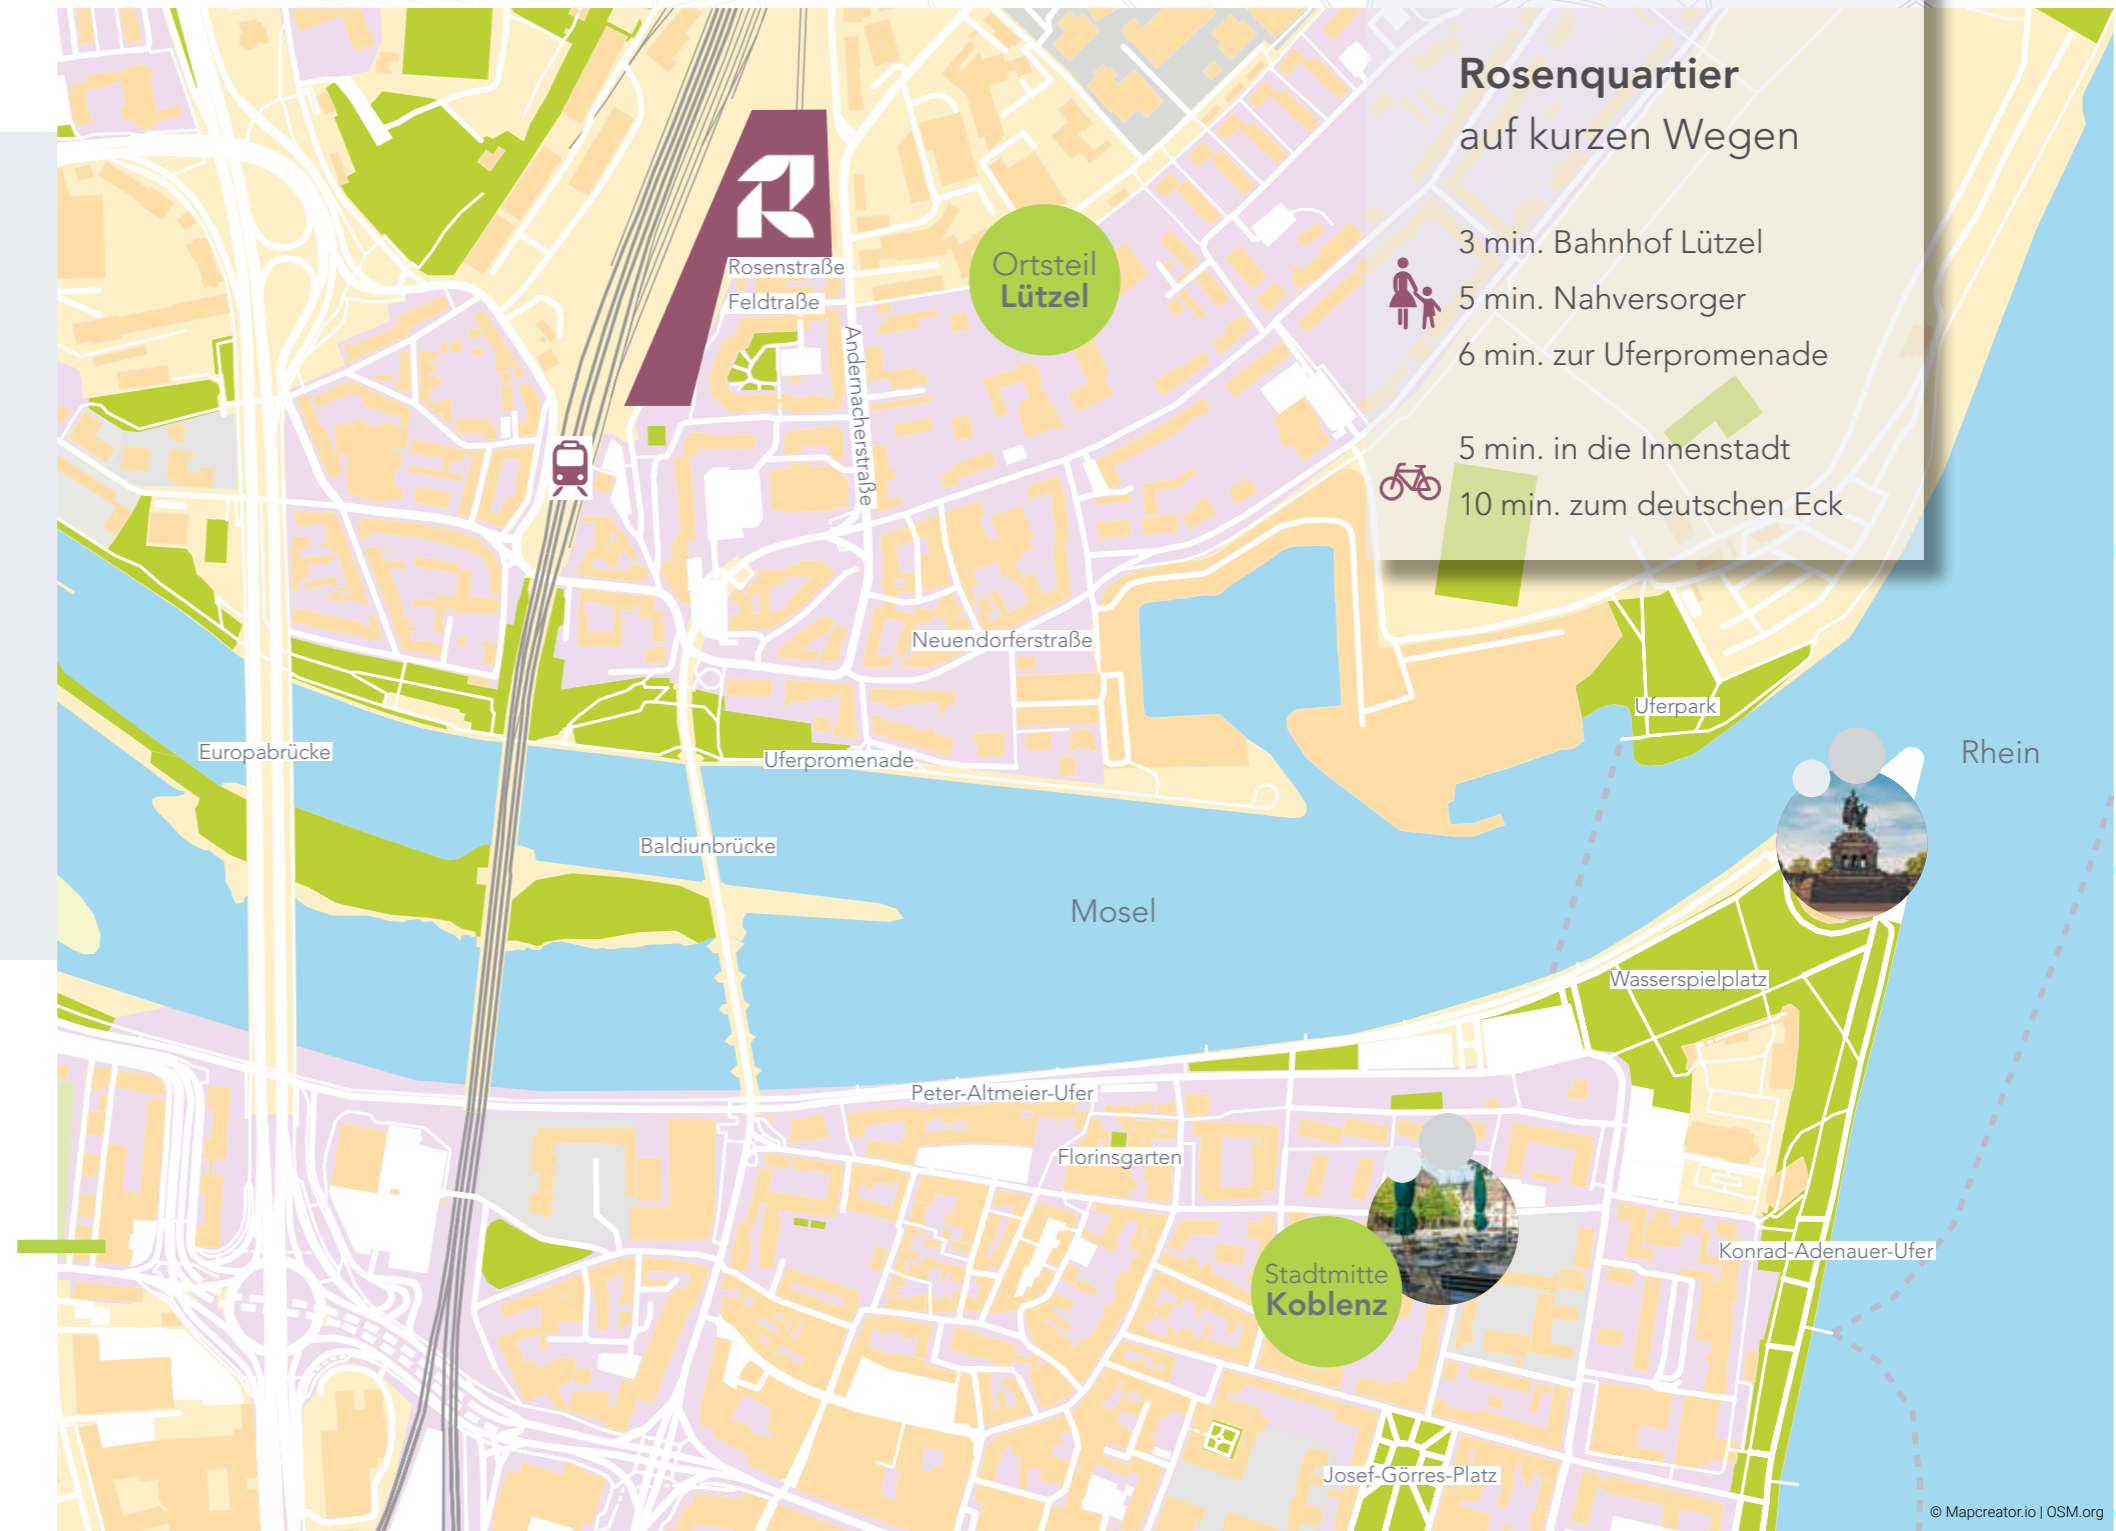 Rosenquartier
auf kurzen Wegen
3 min. Bahnhof Lützel
5 min. Nahversorger
6 min. zur Uferpromenade
5 min. in die Innenstadt
10 min. zum deutschen Eck
Rosenstraße
Feldtraße
Ortsteil
Lützel
Andernacherstraße
Neuendorferstraße
Uferpark
Europabrücke
Uferpromenade
Rhein
Baldiunbrücke
Mosel
Wasserspielplatz
Peter-Altmeier-Ufer
Florinsgarten
Konrad-Adenauer-Ufer
Stadtmitte
Koblenz
Josef-Görres-Platz
© Mapcreator.io | OSM.org